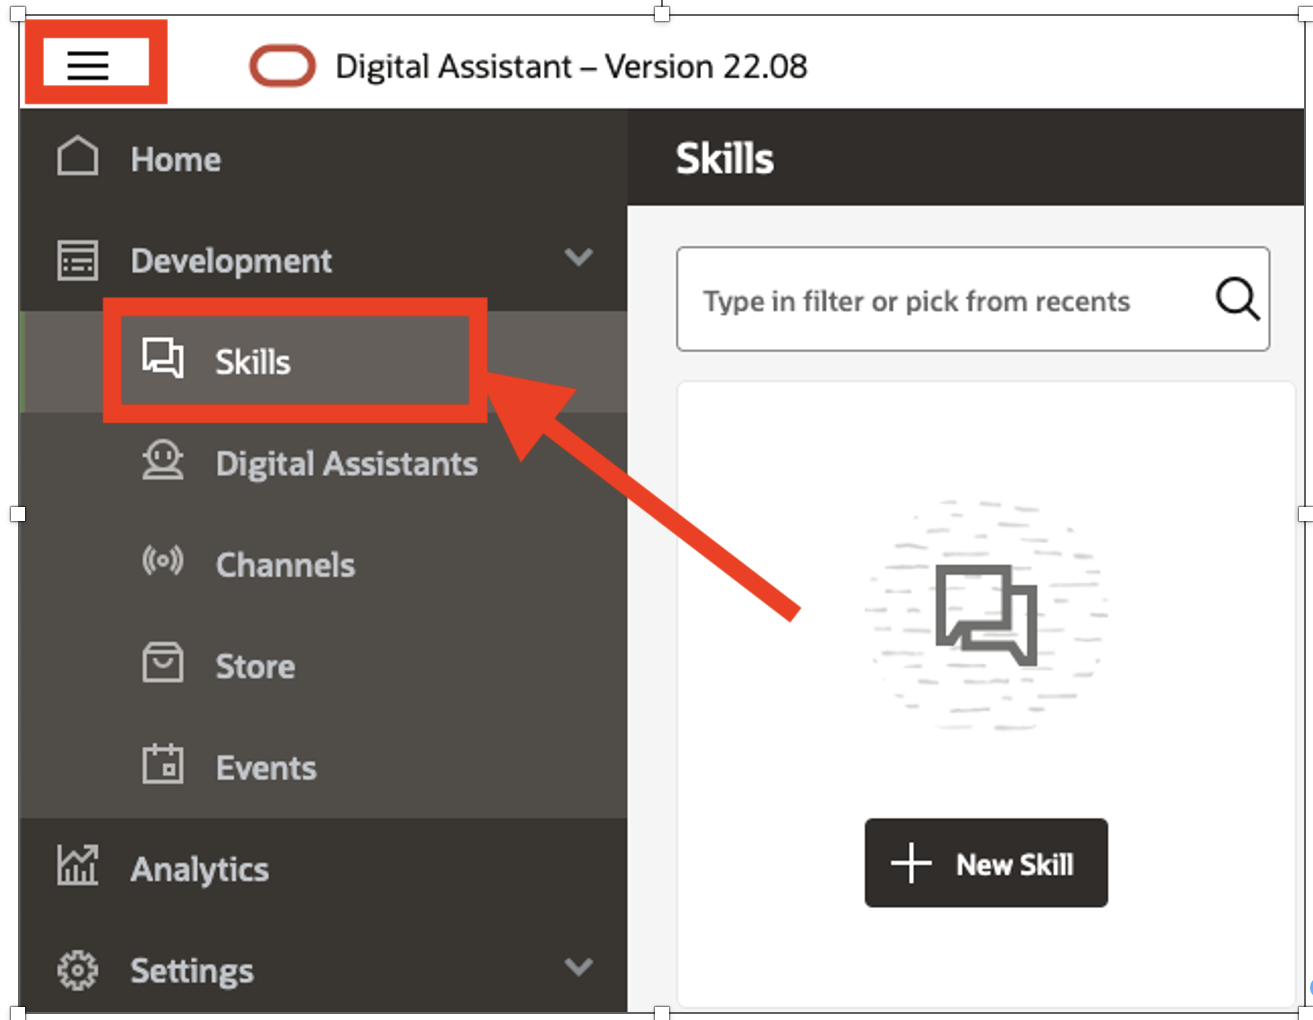 Digital Assistant – Version 22.08
Home
Development
Skills
Digital Assistants
Channels
Store
Events
Analytics
Settings
Skills
Type in filter or pick from recents
New Skill